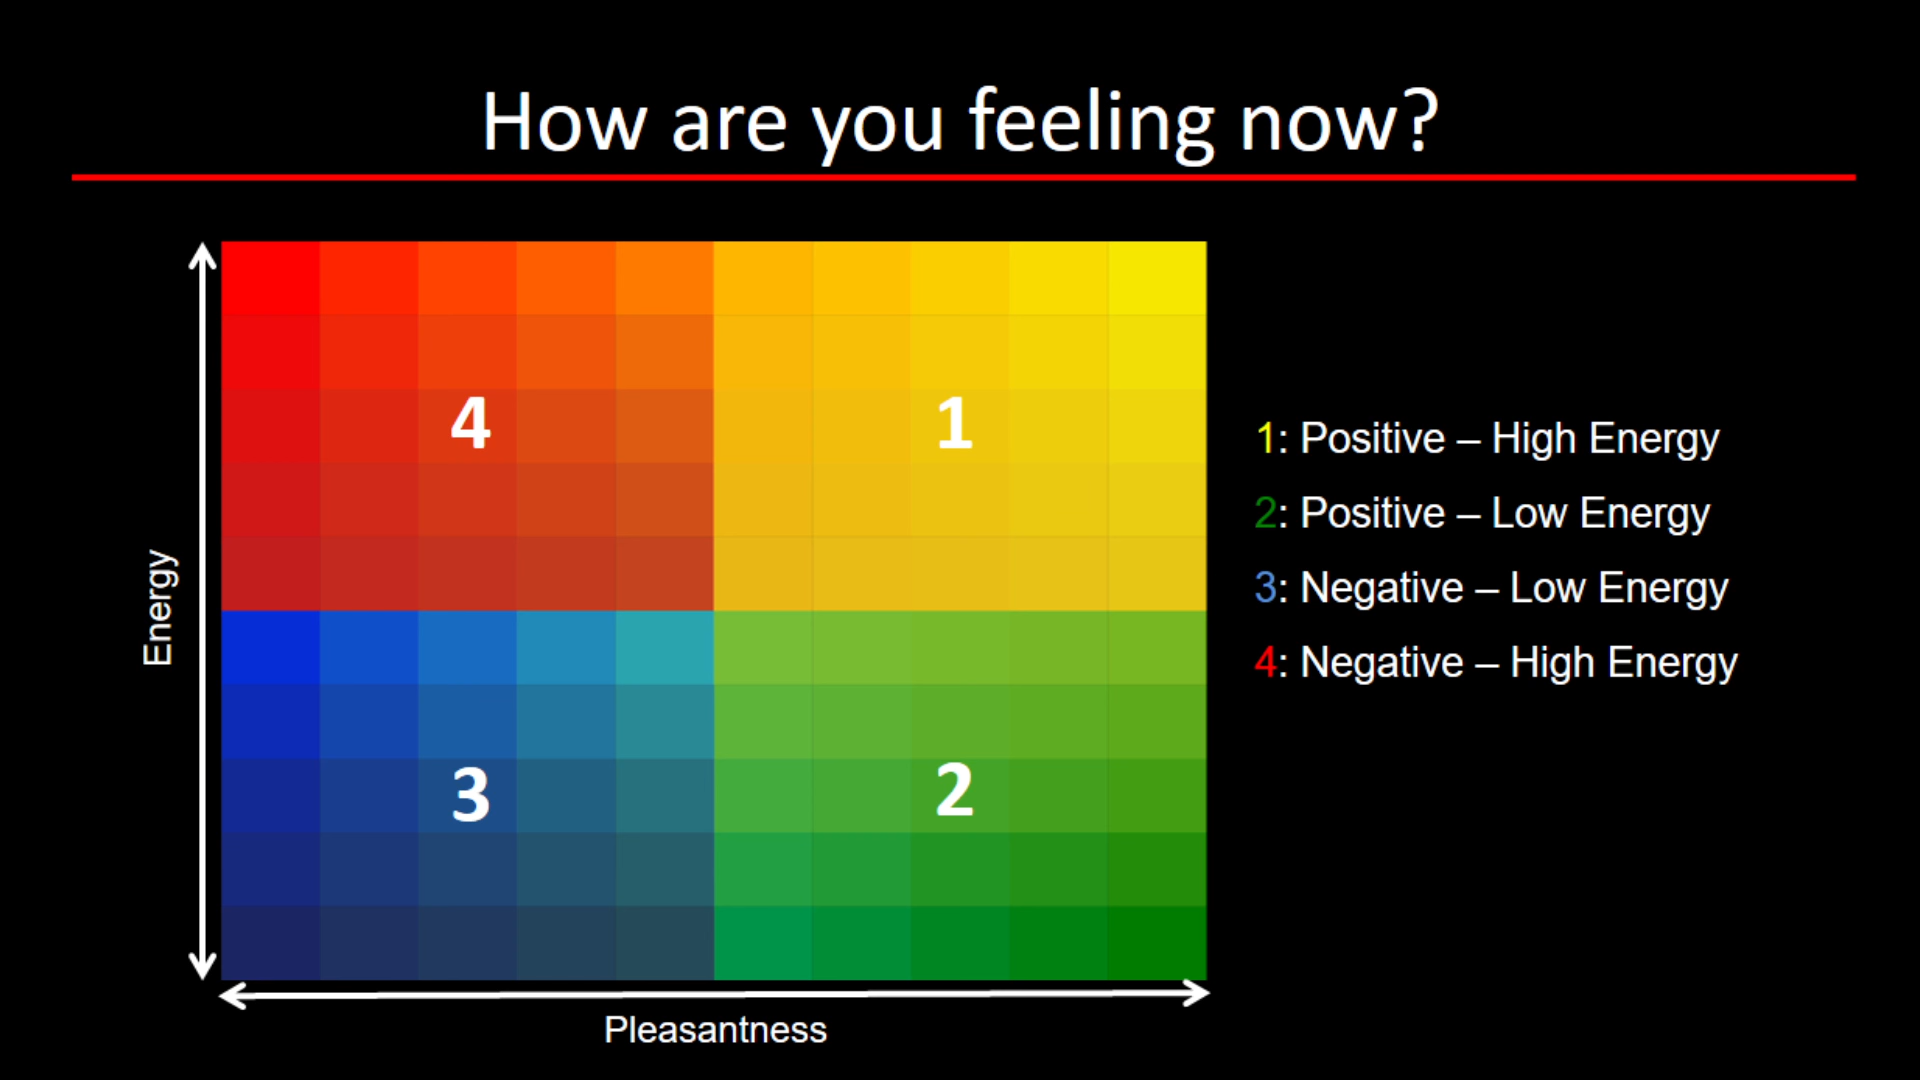 How are you feeling now?
4
1
1: Positive – High Energy
2: Positive – Low Energy
3: Negative – Low Energy
4: Negative – High Energy
Energy
3
2
Pleasantness